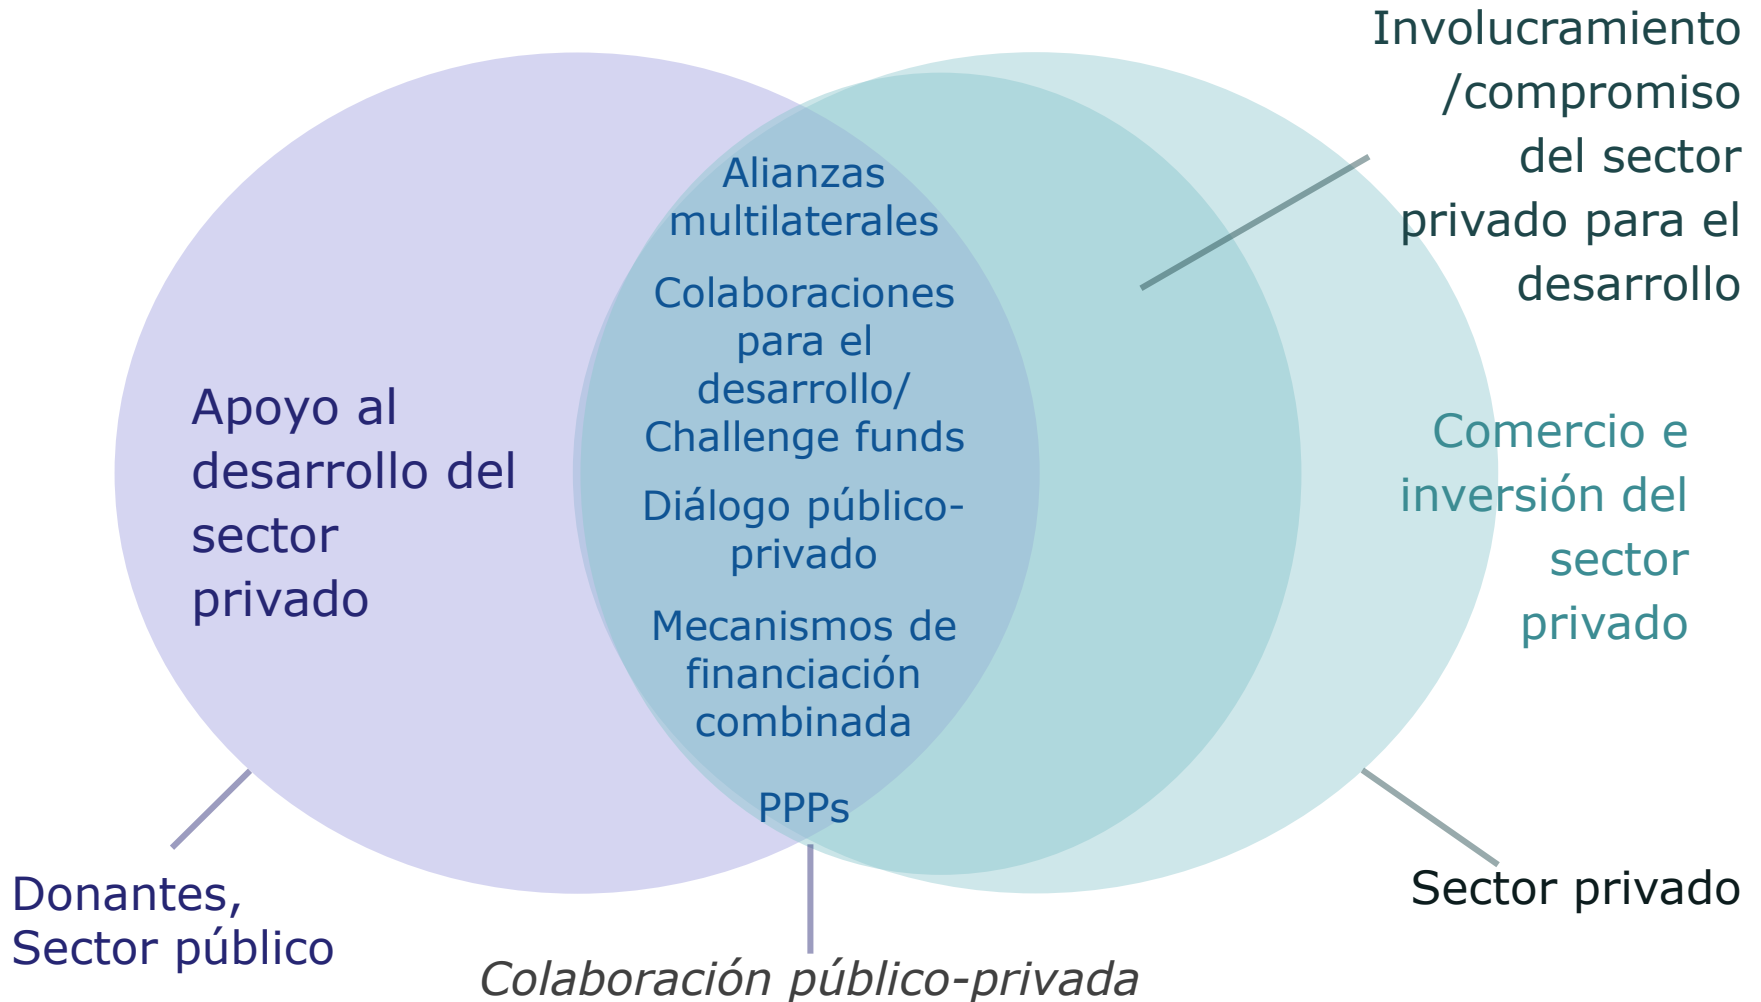 Involucramiento
/compromiso
del sector
privado para el
desarrollo
Alianzas
multilaterales
Colaboraciones
para el
desarrollo/
Challenge funds
Diálogo público-
privado
Mecanismos de
financiación
combinada
PPPs
Apoyo al
desarrollo del
sector
privado
Comercio e
inversión del
sector
privado
Donantes,
Sector público
Sector privado
Colaboración público-privada